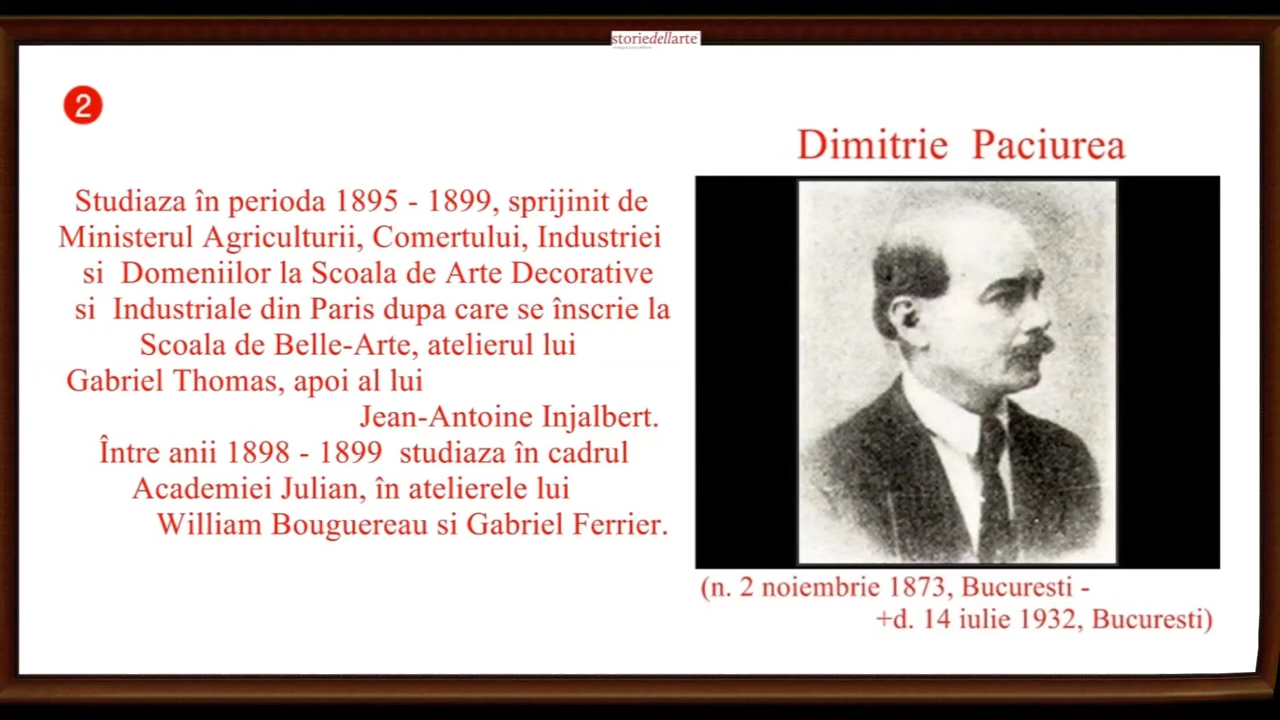 storiedellarte
2
Dimitrie Paciurea
Studiaza în perioda 1895 - 1899, sprijinit de
Ministerul Agriculturii, Comertului, Industriei
si Domeniilor la Scoala de Arte Decorative
si Industriale din Paris dupa care se înscrie la
Scoala de Belle-Arte, atelierul lui
Gabriel Thomas, apoi al lui
Jean-Antoine Injalbert.
Între anii 1898 - 1899 studiaza în cadrul
Academiei Julian, în atelierele lui
William Bouguereau si Gabriel Ferrier.
(n. 2 noiembrie 1873, Bucuresti -
+d. 14 iulie 1932, Bucuresti)